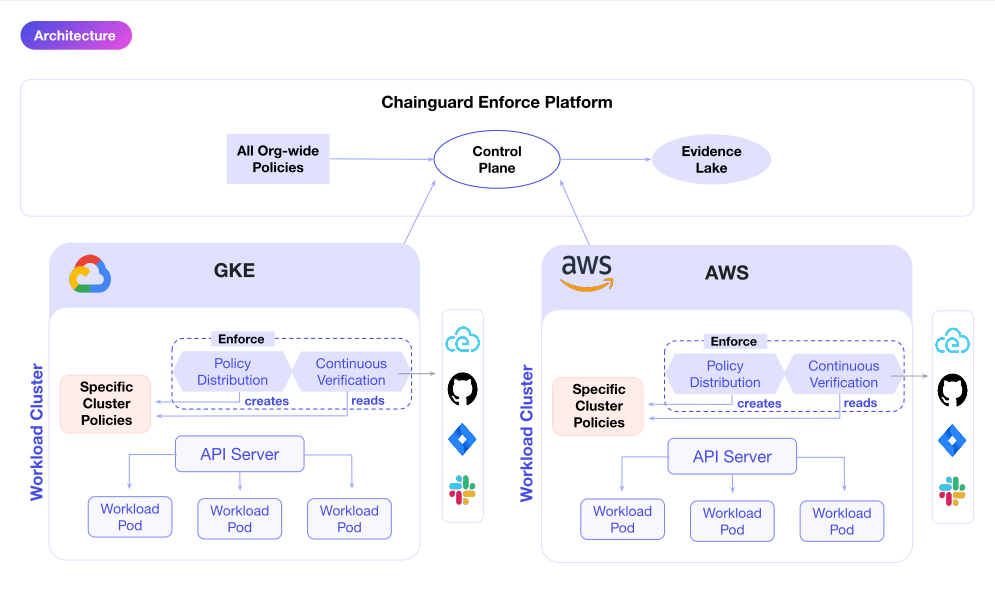 Architecture
Chainguard Enforce Platform
All Org-wide
Policies
Control
Plane
Evidence
Lake
GKE
Workload Cluster
Enforce
Policy
Distribution
Continuous
Verification
creates
reads
Specific
Cluster
Policies
API Server
Workload
Pod
Workload
Pod
Workload
Pod
aws
AWS
Workload Cluster
Enforce
Policy
Distribution
Continuous
Verification
creates
reads
Specific
Cluster
Policies
API Server
Workload
Pod
Workload
Pod
Workload
Pod